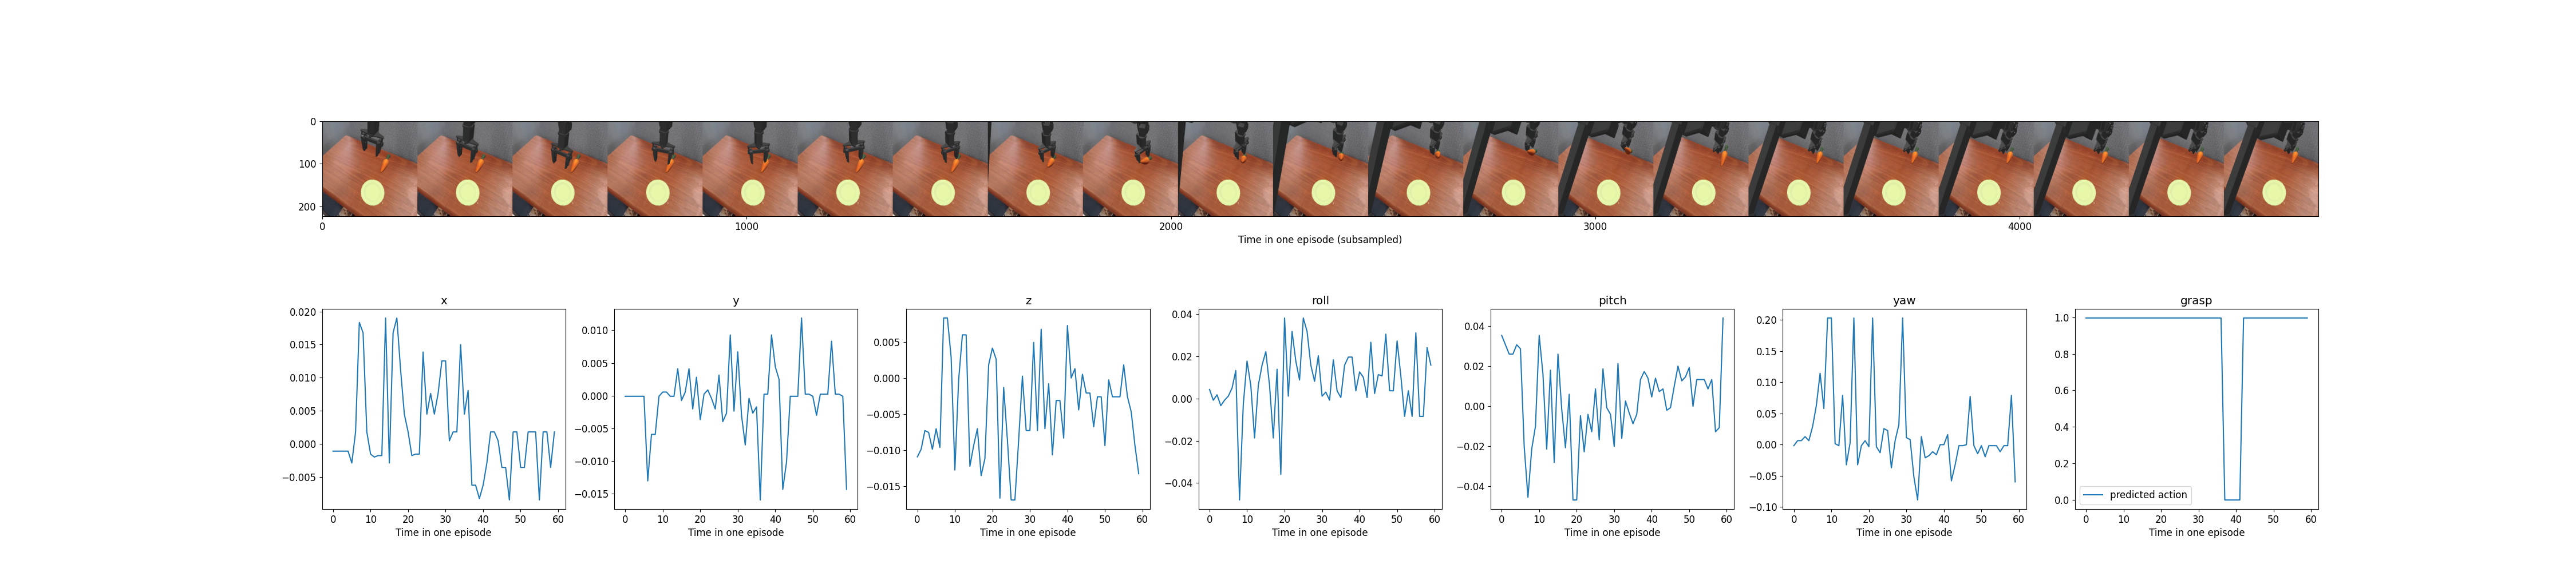 0
100
200
0 1000 2000 3000 4000
Time in one episode (subsampled)
x y z roll pitch yaw grasp
0.020
0.015
0.010
0.005
0.000
−0.005
0 10 20 30 40 50 60
Time in one episode
0.010
0.005
0.000
−0.005
−0.010
−0.015
0 10 20 30 40 50 60
Time in one episode
0.005
0.000
−0.005
−0.010
−0.015
0 10 20 30 40 50 60
Time in one episode
0.04
0.02
0.00
−0.02
−0.04
0 10 20 30 40 50 60
Time in one episode
0.04
0.02
0.00
−0.02
−0.04
0 10 20 30 40 50 60
Time in one episode
0.20
0.15
0.10
0.05
0.00
−0.05
−0.10
0 10 20 30 40 50 60
Time in one episode
1.0
0.8
0.6
0.4
0.2
0.0
predicted action
0 10 20 30 40 50 60
Time in one episode